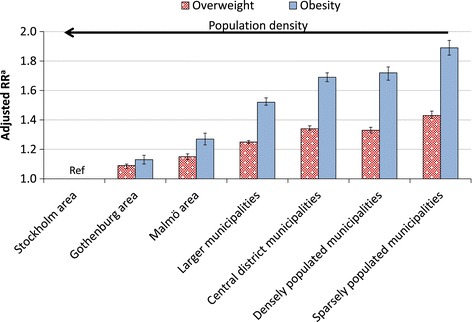 Overweight Obesity
Population density
Adjusted RRᵃ
2.0
1.8
1.6
1.4
1.2
1.0
Ref
Stockholm area
Gothenburg area
Malmö area
Larger municipalities
Central district municipalities
Densely populated municipalities
Sparsely populated municipalities